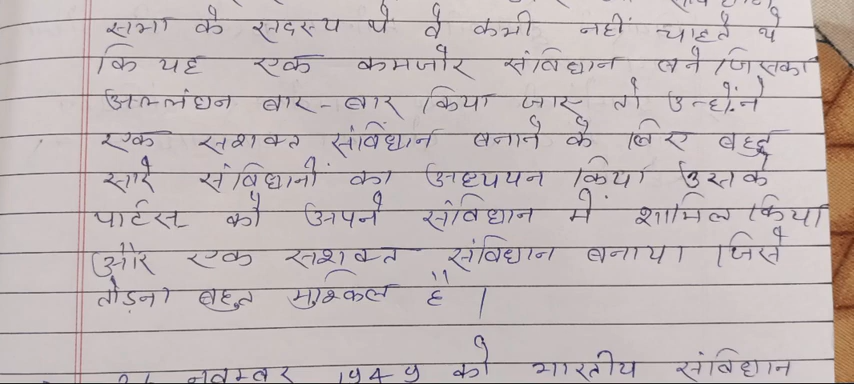 सभा के सदस्य थे वे कभी नहीं चाहते थे
कि यह एक कमजोर संविधान बने जिसका
उल्लंघन बार-बार किया जाए तो उन्होंने
एक सशक्त संविधान बनाने के लिए बहुत
सारे संविधानों का अध्ययन किया उसके
पार्टस को अपने संविधान में शामिल किया
और एक सशक्त संविधान बनाया जिसे
तोड़ना बहुत मुश्किल है ।
नवम्बर 1949 को भारतीय संविधान